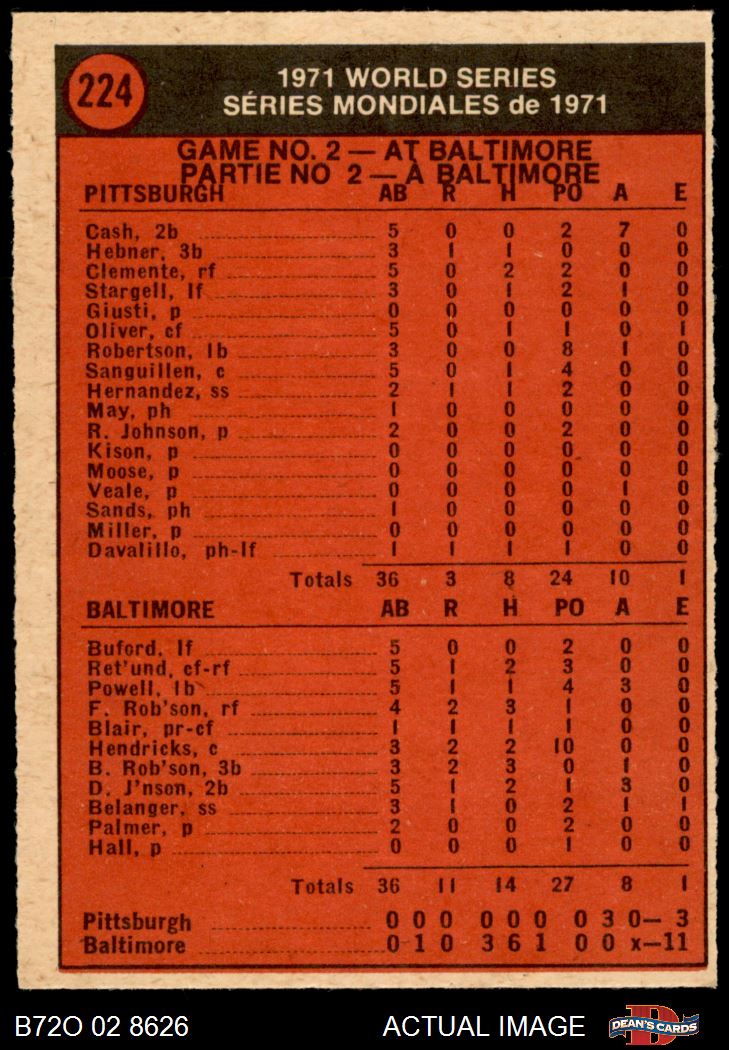 224
1971 WORLD SERIES
SÉRIES MONDIALES de 1971
GAME NO. 2 — AT BALTIMORE
PARTIE NO 2 — À BALTIMORE
PITTSBURGH AB R H PO A E
Cash, 2b 5 0 0 2 7 0
Hebner, 3b 3 1 1 0 0 0
Clemente, rf 5 0 2 2 0 0
Stargell, lf 3 0 1 2 1 0
Giusti, p 0 0 0 0 0 0
Oliver, cf 5 0 1 1 0 1
Robertson, 1b 3 0 0 8 1 0
Sanguillen, c 5 0 1 4 0 0
Hernandez, ss 2 1 1 2 0 0
May, ph 1 0 0 0 0 0
R. Johnson, p 2 0 0 2 0 0
Kison, p 0 0 0 0 0 0
Moose, p 0 0 0 0 0 0
Veale, p 0 0 0 0 1 0
Sands, ph 1 0 0 0 0 0
Miller, p 0 0 0 0 0 0
Davalillo, ph-lf 1 1 1 1 0 0
Totals 36 3 8 24 10 1
BALTIMORE AB R H PO A E
Buford, lf 5 0 0 2 0 0
Ret'und, cf-rf 5 1 2 3 0 0
Powell, 1b 5 1 1 4 3 0
F. Rob'son, rf 4 2 3 1 0 0
Blair, pr-cf 1 1 1 1 0 0
Hendricks, c 3 2 2 10 0 0
B. Rob'son, 3b 3 2 3 0 1 0
D. J'nson, 2b 5 1 2 1 3 0
Belanger, ss 3 1 0 2 1 1
Palmer, p 2 0 0 2 0 0
Hall, p 0 0 0 1 0 0
Totals 36 11 14 27 8 1
Pittsburgh 0 0 0 0 0 0 0 3 0— 3
Baltimore 0 1 0 3 6 1 0 0 x—11
B72O 02 8626 ACTUAL IMAGE D DEAN'S CARDS